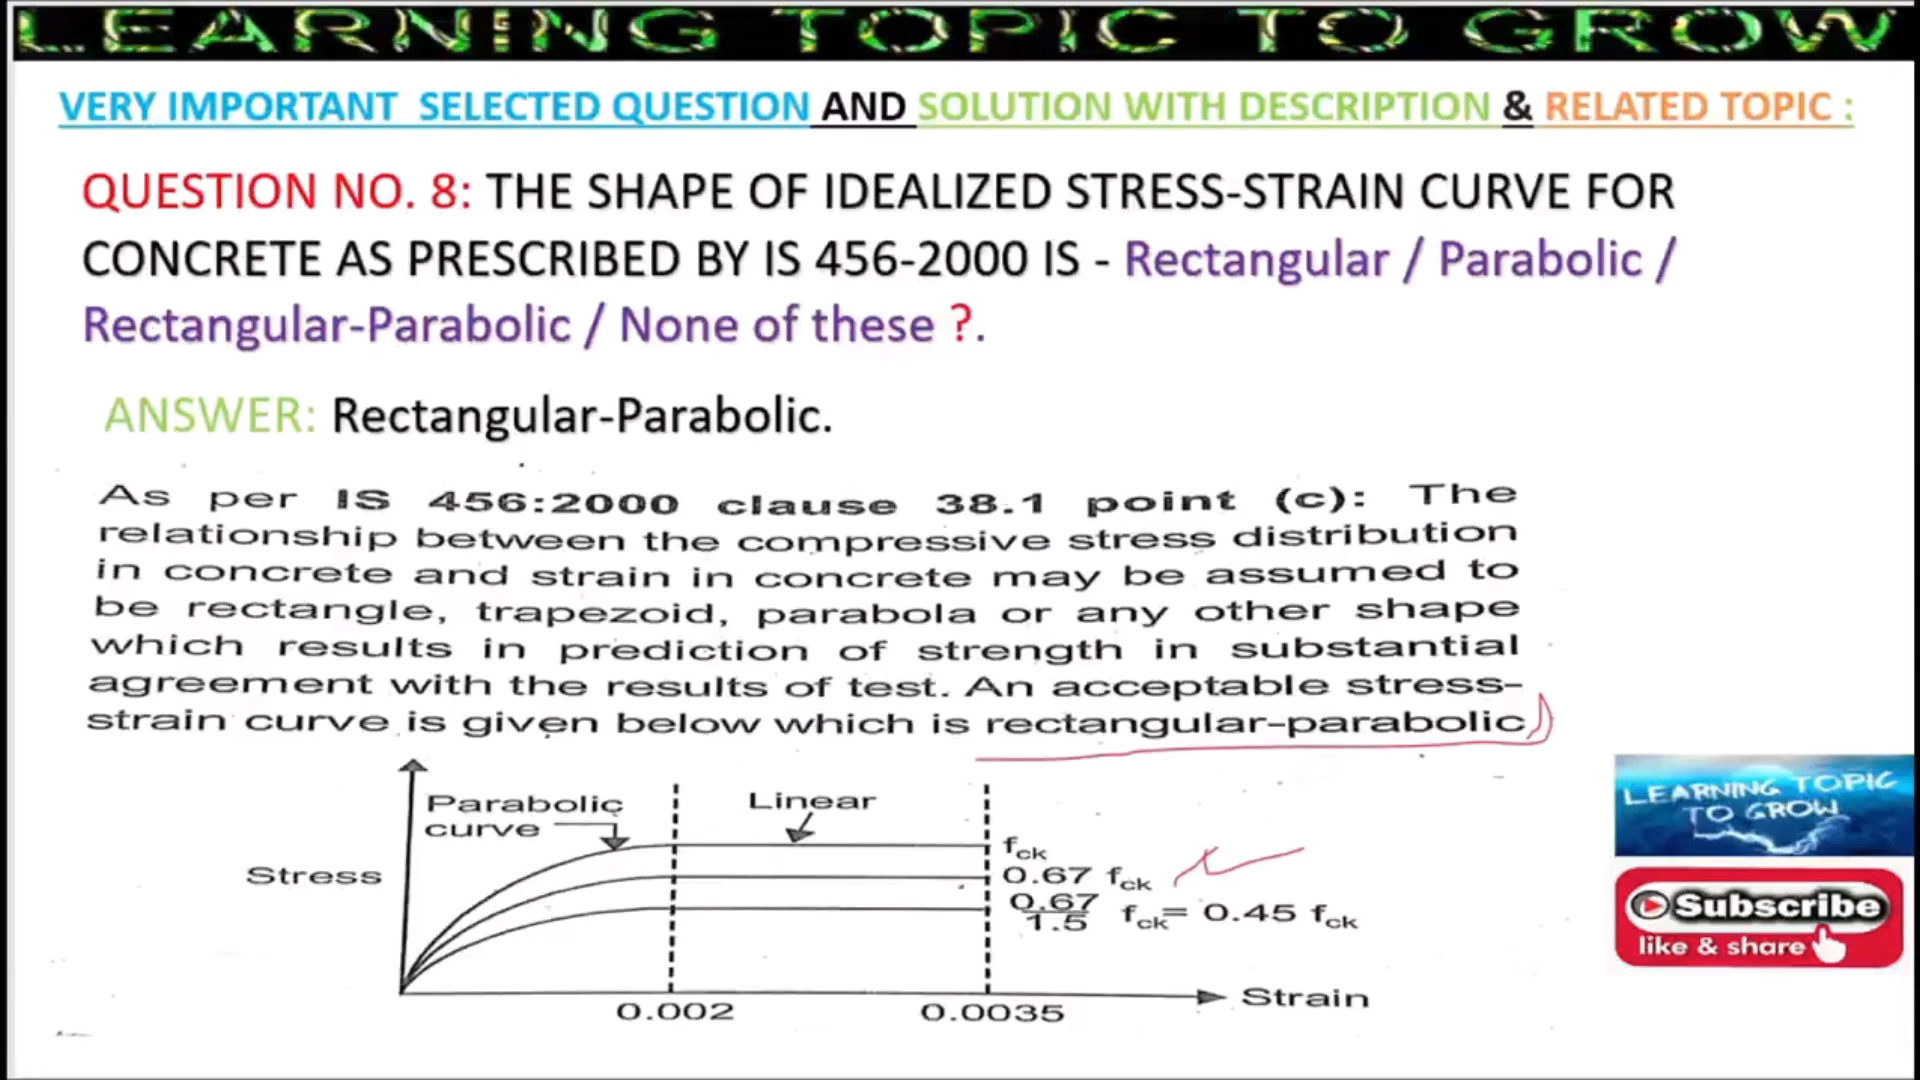 LEARNING TOPIC TO GROW
VERY IMPORTANT SELECTED QUESTION AND SOLUTION WITH DESCRIPTION & RELATED TOPIC :
QUESTION NO. 8: THE SHAPE OF IDEALIZED STRESS-STRAIN CURVE FOR
CONCRETE AS PRESCRIBED BY IS 456-2000 IS - Rectangular / Parabolic /
Rectangular-Parabolic / None of these ?.
ANSWER: Rectangular-Parabolic.
As per IS 456:2000 clause 38.1 point (c): The
relationship between the compressive stress distribution
in concrete and strain in concrete may be assumed to
be rectangle, trapezoid, parabola or any other shape
which results in prediction of strength in substantial
agreement with the results of test. An acceptable stress-
strain curve is given below which is rectangular-parabolic
Parabolic
curve
Linear
Stress
fck
0.67 fck
0.67
1.5
fck= 0.45 fck
0.002
0.0035
Strain
LEARNING TOPIC
TO GROW
Subscribe
like & share